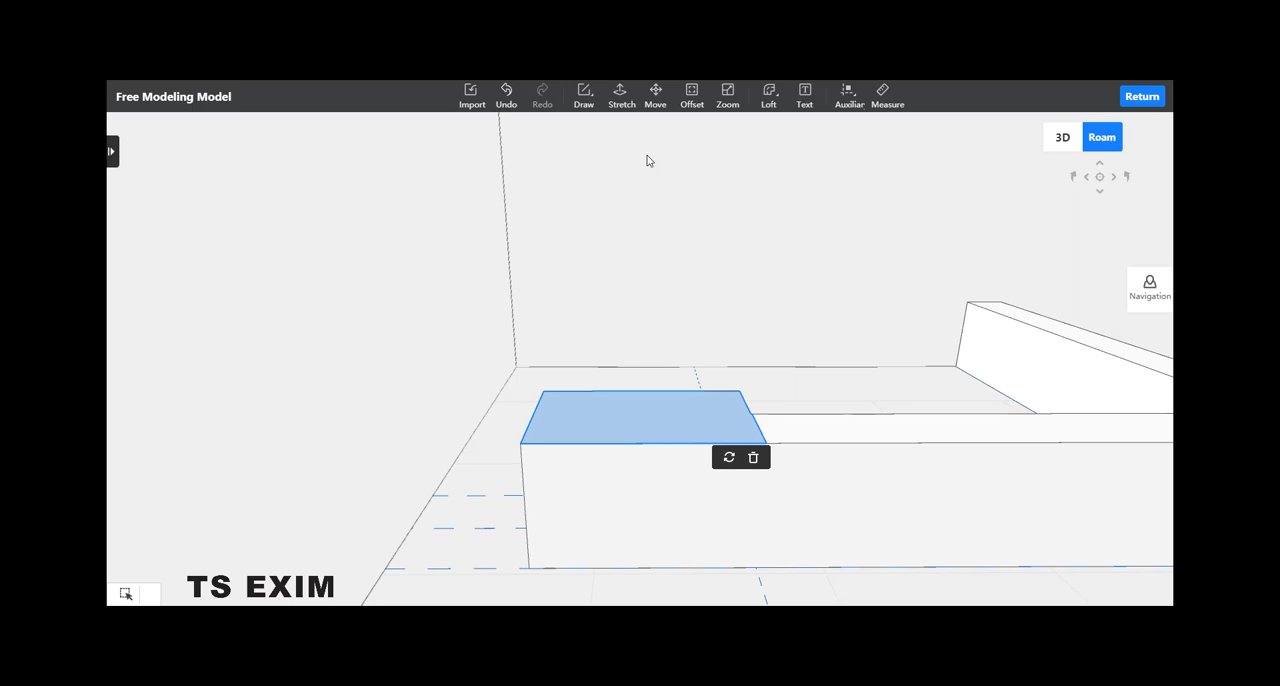 Free Modeling Model
Import Undo Redo Draw Stretch Move Offset Zoom Loft Text Auxiliar Measure
Return
3D Roam
Navigation
TS EXIM